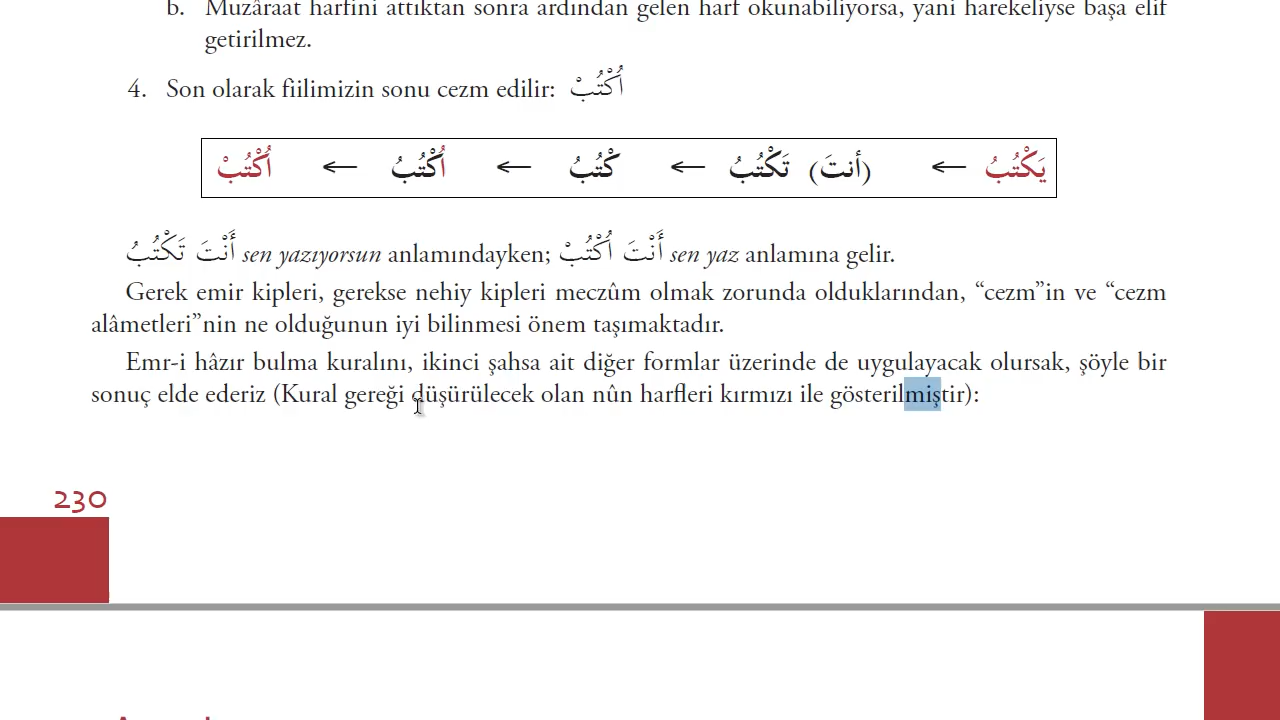 b. Muzâraat harfini attıktan sonra ardından gelen harf okunabiliyorsa, yani harekeliyse başa elif
getirilmez.
4. Son olarak fiilimizin sonu cezm edilir: اُكْتُبْ
يَكْتُبُ ← (أنتَ) تَكْتُبُ ← كْتُبُ ← اُكْتُبُ ← اُكْتُبْ
أَنْتَ تَكْتُبُ sen yazıyorsun anlamındayken; أَنْتَ اُكْتُبْ sen yaz anlamına gelir.
Gerek emir kipleri, gerekse nehiy kipleri meczûm olmak zorunda olduklarından, “cezm”in ve “cezm
alâmetleri”nin ne olduğunun iyi bilinmesi önem taşımaktadır.
Emr-i hâzır bulma kuralını, ikinci şahsa ait diğer formlar üzerinde de uygulayacak olursak, şöyle bir
sonuç elde ederiz (Kural gereği düşürülecek olan nûn harfleri kırmızı ile gösterilmiştir):
230